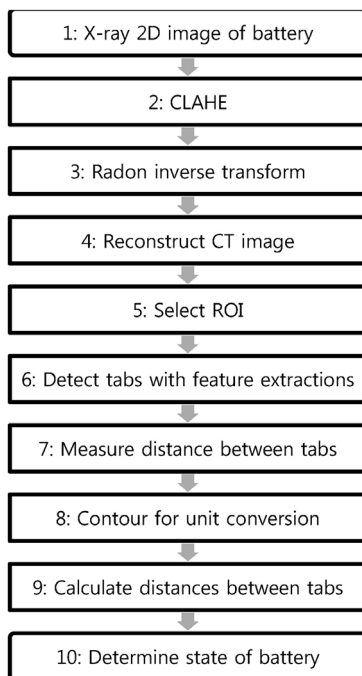 1: X-ray 2D image of battery
2: CLAHE
3: Radon inverse transform
4: Reconstruct CT image
5: Select ROI
6: Detect tabs with feature extractions
7: Measure distance between tabs
8: Contour for unit conversion
9: Calculate distances between tabs
10: Determine state of battery